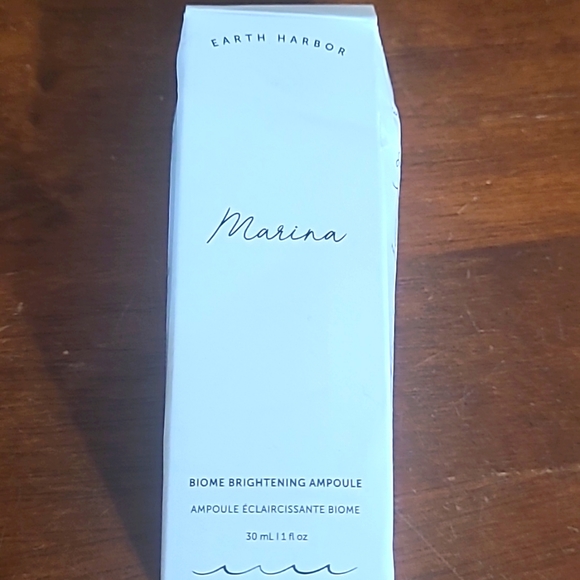 EARTH HARBOR
Marina
BIOME BRIGHTENING AMPOULE
AMPOULE ÉCLAIRCISSANTE BIOME
30 mL | 1 fl oz